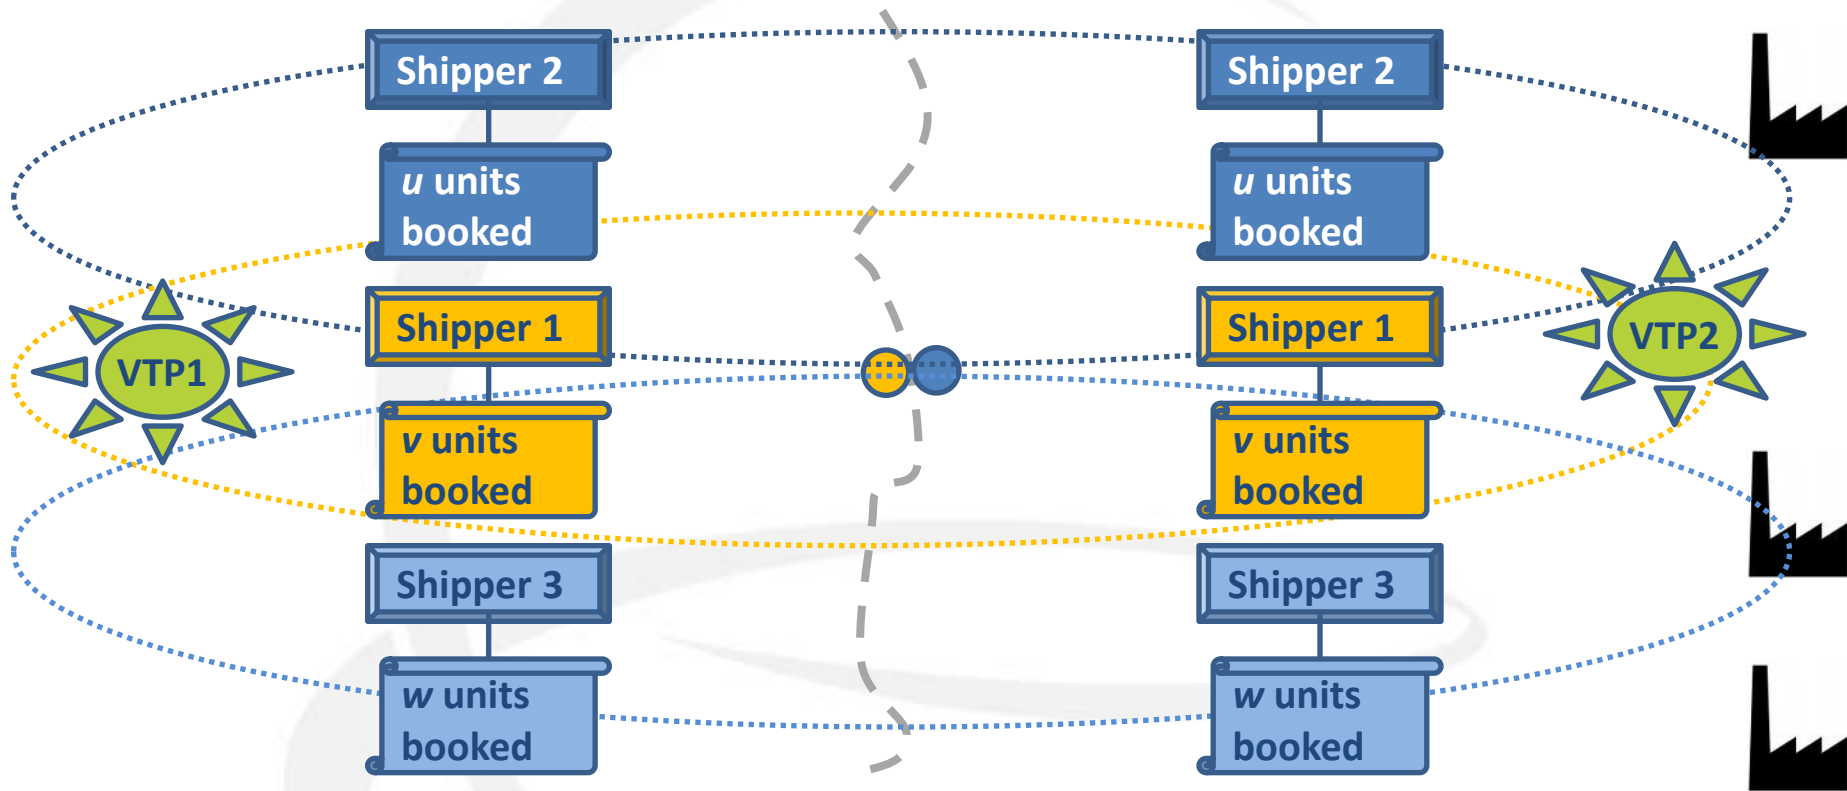 Shipper 2
u units
booked
Shipper 2
u units
booked
VTP1
Shipper 1
v units
booked
Shipper 1
v units
booked
VTP2
Shipper 3
w units
booked
Shipper 3
w units
booked